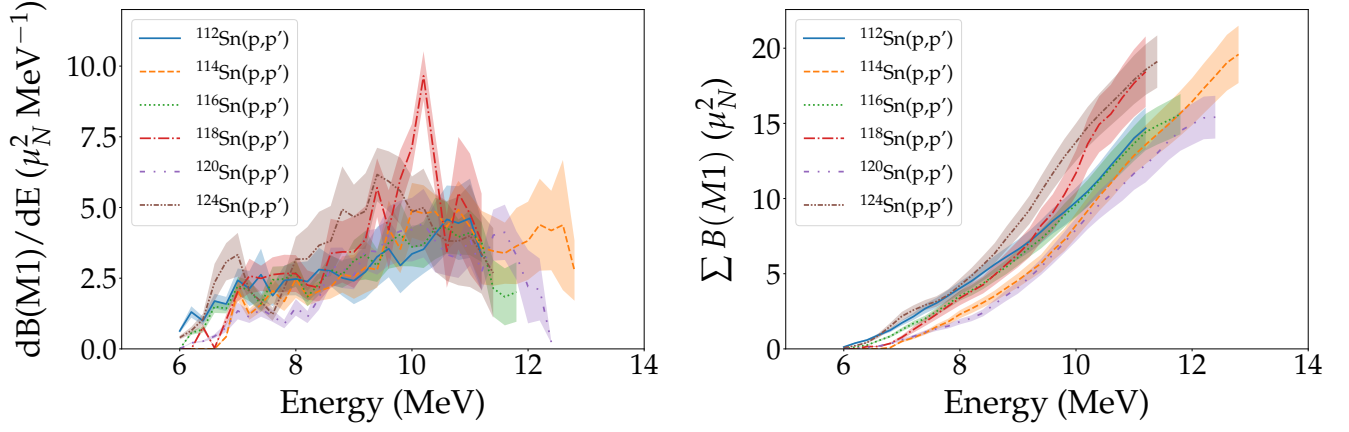 dB(M1)/dE (μ²_N MeV⁻¹)
10.0
7.5
5.0
2.5
0.0
¹¹²Sn(p,p′)
¹¹⁴Sn(p,p′)
¹¹⁶Sn(p,p′)
¹¹⁸Sn(p,p′)
¹²⁰Sn(p,p′)
¹²⁴Sn(p,p′)
6 8 10 12 14
Energy (MeV)
∑ B(M1) (μ²_N)
20
15
10
5
0
¹¹²Sn(p,p′)
¹¹⁴Sn(p,p′)
¹¹⁶Sn(p,p′)
¹¹⁸Sn(p,p′)
¹²⁰Sn(p,p′)
¹²⁴Sn(p,p′)
6 8 10 12 14
Energy (MeV)